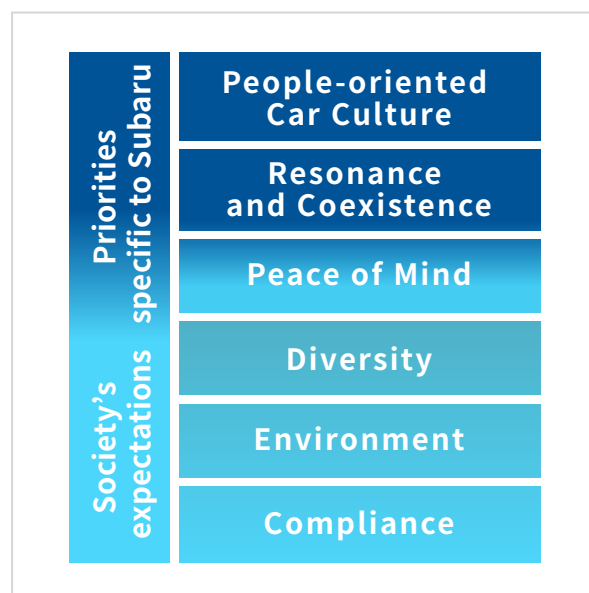 Priorities
specific to Subaru
Society’s
expectations
People-oriented
Car Culture
Resonance
and Coexistence
Peace of Mind
Diversity
Environment
Compliance